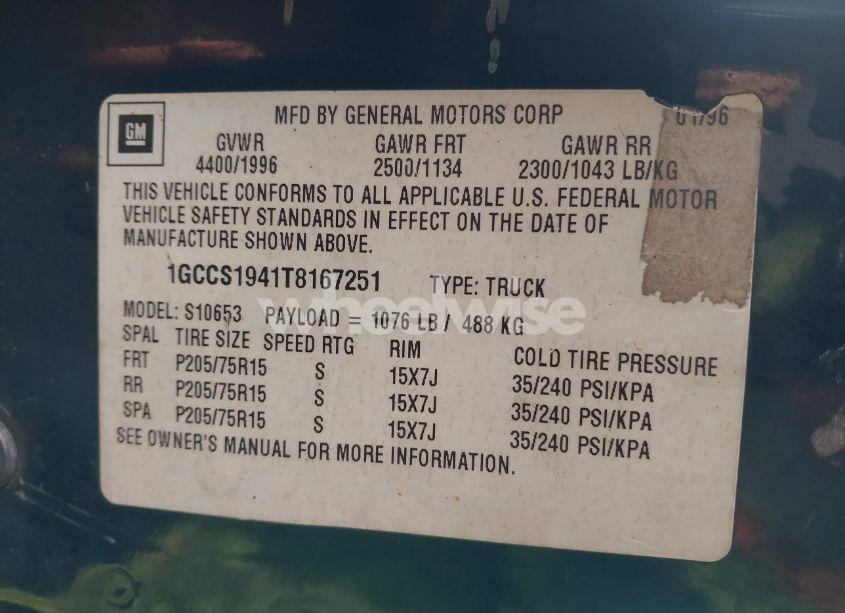 MFD BY GENERAL MOTORS CORP 01/96
GM
GVWR GAWR FRT GAWR RR
4400/1996 2500/1134 2300/1043 LB/KG
THIS VEHICLE CONFORMS TO ALL APPLICABLE U.S. FEDERAL MOTOR
VEHICLE SAFETY STANDARDS IN EFFECT ON THE DATE OF
MANUFACTURE SHOWN ABOVE.
1GCCS1941T8167251 TYPE: TRUCK
MODEL: S10653 PAYLOAD = 1076 LB / 488 KG
wheelwise
SPAL TIRE SIZE SPEED RTG RIM COLD TIRE PRESSURE
FRT P205/75R15 S 15X7J 35/240 PSI/KPA
RR P205/75R15 S 15X7J 35/240 PSI/KPA
SPA P205/75R15 S 15X7J 35/240 PSI/KPA
SEE OWNER'S MANUAL FOR MORE INFORMATION.